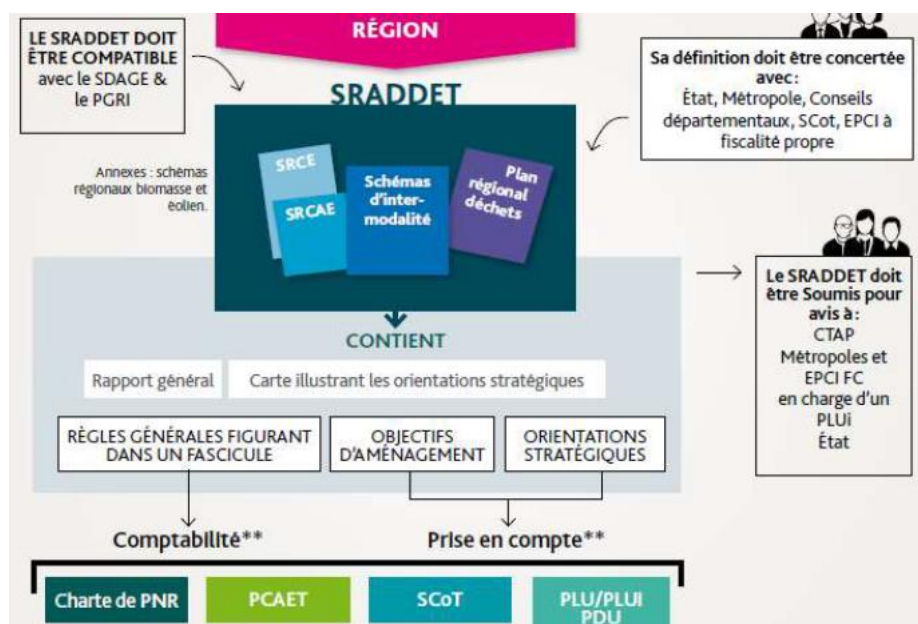 RÉGION
LE SRADDET DOIT
ÊTRE COMPATIBLE
avec le SDAGE &
le PGRI
SRADDET
Sa définition doit être concertée
avec :
État, Métropole, Conseils
départementaux, SCot, EPCI à
fiscalité propre
Annexes : schémas
régionaux biomasse et
éolien.
SRCE
SRCAE
Schémas
d'inter-
modalité
Plan
régional
déchets
Le SRADDET doit
être Soumis pour
avis à :
CTAP
Métropoles et
EPCI FC
en charge d'un
PLUi
État
CONTIENT
Rapport général
Carte illustrant les orientations stratégiques
RÈGLES GÉNÉRALES FIGURANT
DANS UN FASCICULE
OBJECTIFS
D'AMÉNAGEMENT
ORIENTATIONS
STRATÉGIQUES
Comptabilité**
Prise en compte**
Charte de PNR
PCAET
SCoT
PLU/PLUI
PDU